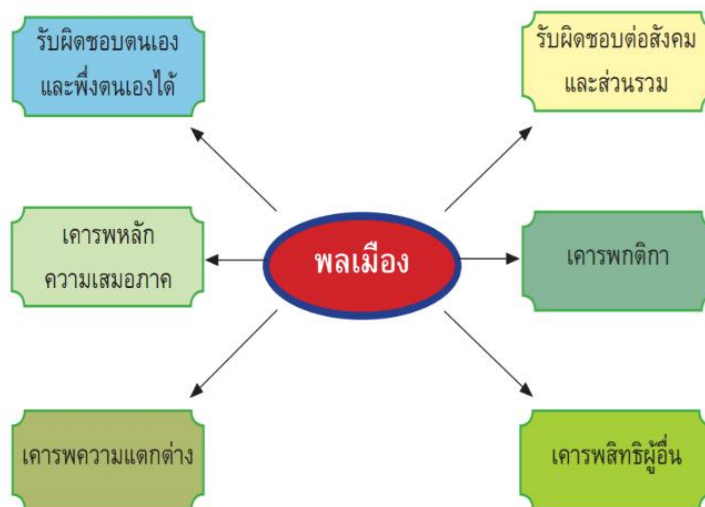 รับผิดชอบตนเอง
และพึ่งตนเองได้
รับผิดชอบต่อสังคม
และส่วนรวม
เคารพหลัก
ความเสมอภาค
พลเมือง
เคารพกติกา
เคารพความแตกต่าง
เคารพสิทธิผู้อื่น